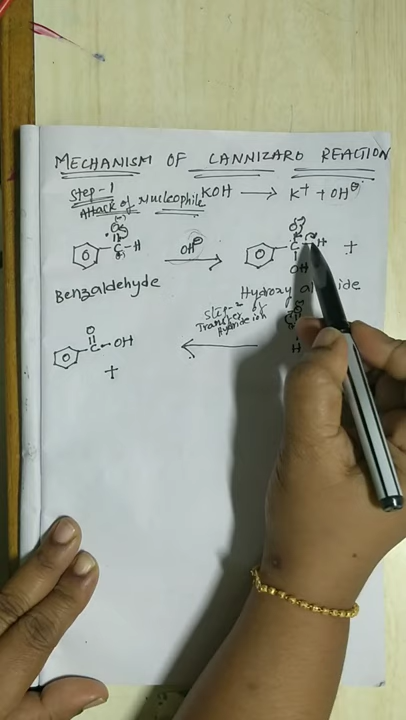 MECHANISM OF CANNIZARO REACTION
Step-1
Attack of Nucleophile KOH → K+ + OH⊖
O
C - H
OH⊖
O
C H +
OH
Benzaldehyde
Hydroxy
Step-2
Transfer of
Hydride ion
O
C - OH
H
+